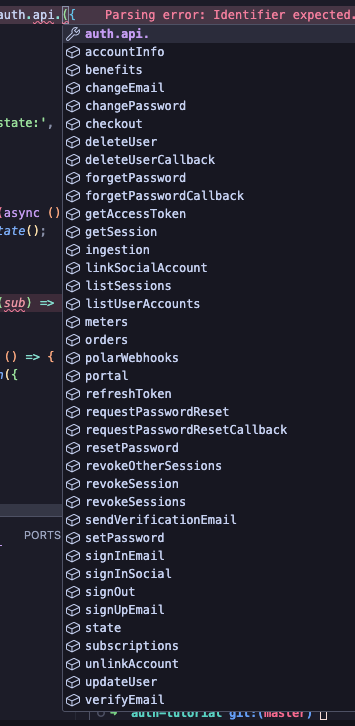 auth.api.({ Parsing error: Identifier expected.
auth.api.
accountInfo
benefits
changeEmail
changePassword
state:',
checkout
deleteUser
deleteUserCallback
forgetPassword
forgetPasswordCallback
(async () getAccessToken
tate(); getSession
ingestion
linkSocialAccount
listSessions
(sub) => listUserAccounts
meters
orders
() => { polarWebhooks
n({ portal
refreshToken
requestPasswordReset
requestPasswordResetCallback
resetPassword
revokeOtherSessions
revokeSession
revokeSessions
sendVerificationEmail
PORTS setPassword
signInEmail
signInSocial
signOut
signUpEmail
state
subscriptions
unlinkAccount
updateUser
verifyEmail
auth-tutorial git:(master)